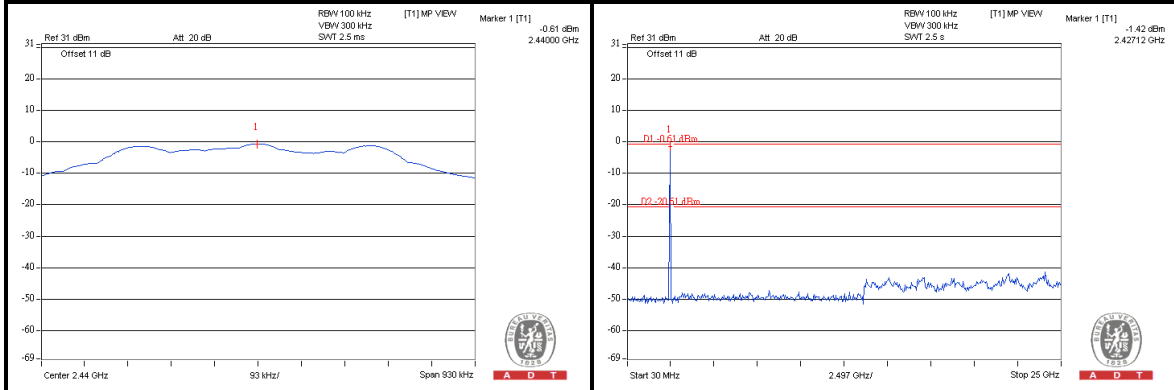 RBW 100 kHz [T1] MP VIEW
Marker 1 [T1]
VBW 300 kHz
-0.61 dBm
Ref 31 dBm Att 20 dB SWT 2.5 ms
2.44000 GHz
31
Offset 11 dB
20
10
1
0
-10
-20
-30
-40
-50
-60
-69
Center 2.44 GHz 93 kHz/ Span 930 kHz
BUREAU VERITAS
1828
A D T
RBW 100 kHz [T1] MP VIEW
Marker 1 [T1]
VBW 300 kHz
-1.42 dBm
Ref 31 dBm Att 20 dB SWT 2.5 s
2.42712 GHz
31
Offset 11 dB
20
10
1
D1 -0.61 dBm
0
-10
D2 -20.61 dBm
-20
-30
-40
-50
-60
-69
Start 30 MHz 2.497 GHz/ Stop 25 GHz
BUREAU VERITAS
1828
A D T